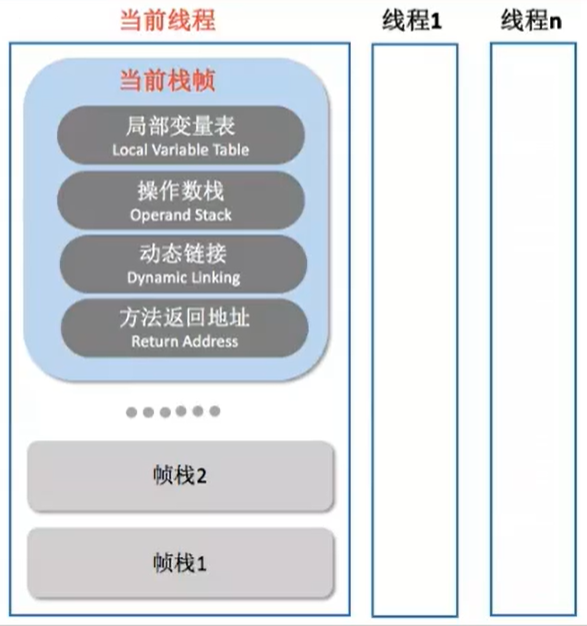 当前线程
线程1
线程n
当前栈帧
局部变量表
Local Variable Table
操作数栈
Operand Stack
动态链接
Dynamic Linking
方法返回地址
Return Address
帧栈2
帧栈1